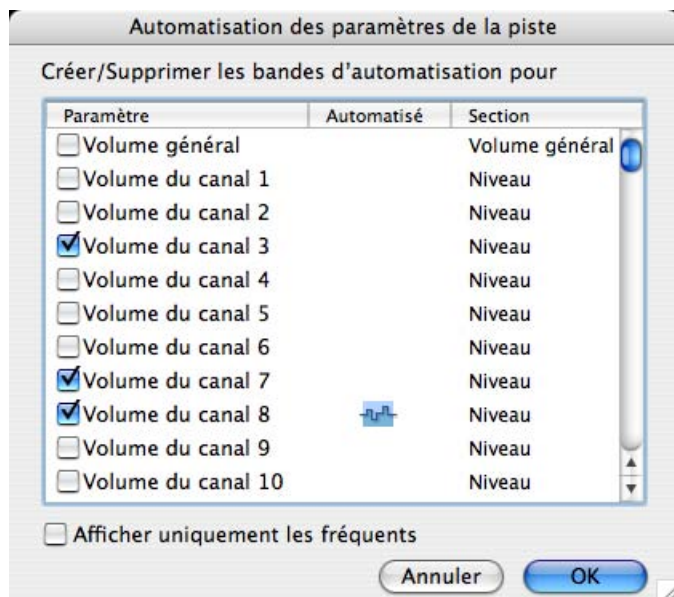 Automatisation des paramètres de la piste
Créer/Supprimer les bandes d'automatisation pour
Paramètre Automatisé Section
Volume général Volume général
Volume du canal 1 Niveau
Volume du canal 2 Niveau
Volume du canal 3 Niveau
Volume du canal 4 Niveau
Volume du canal 5 Niveau
Volume du canal 6 Niveau
Volume du canal 7 Niveau
Volume du canal 8 Niveau
Volume du canal 9 Niveau
Volume du canal 10 Niveau
Afficher uniquement les fréquents
Annuler OK